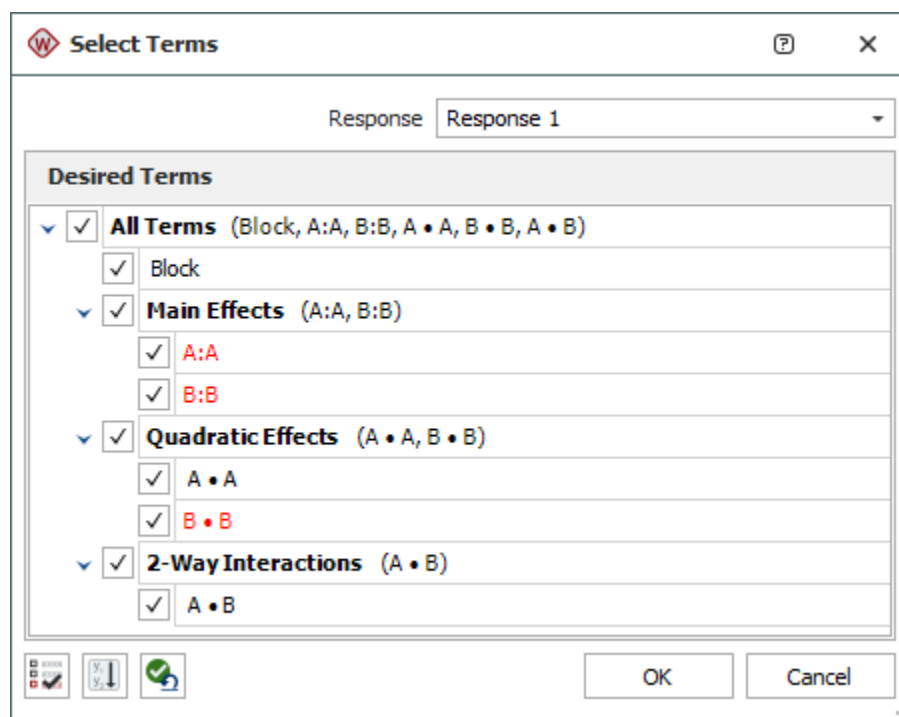 W Select Terms
Response Response 1
Desired Terms
All Terms (Block, A:A, B:B, A • A, B • B, A • B)
Block
Main Effects (A:A, B:B)
A:A
B:B
Quadratic Effects (A • A, B • B)
A • A
B • B
2-Way Interactions (A • B)
A • B
OK Cancel